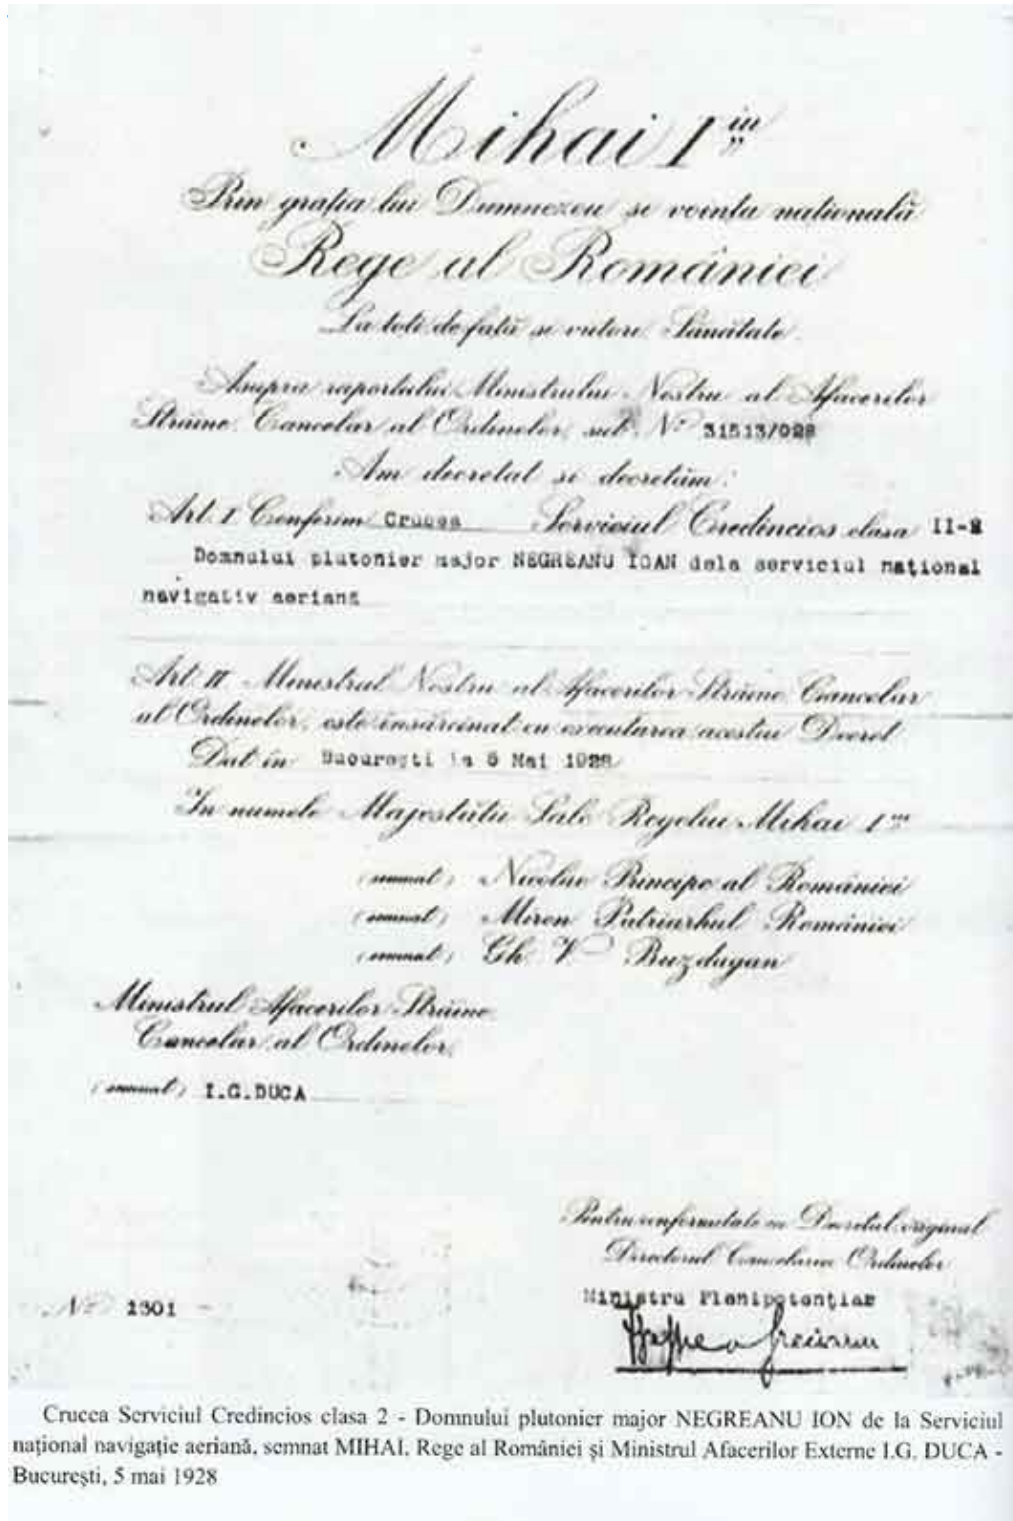 Mihai I iu
Prin grația lui Dumnezeu si voința națională
Rege al României
La toti de față si viitori Sănătate.
Asupra raportului Ministrului Nostru al Afacerilor
Străine Cancelar al Ordinelor, sub. No 31513/028
Am decretat si decretăm:
Art. I Conferim Crucea Serviciul Credincios clasa II-a
Domnului plutonier major NEGREANU IOAN dela serviciul național
navigativ aeriană
Art. II Ministrul Nostru al Afacerilor Străine Cancelar
al Ordinelor, este însărcinat cu executarea acestui Decret
Dat în București la 5 Mai 1928
In numele Majestății Sale Regelui Mihai I iu
(semnat) Nicolae Principe al României
(semnat) Miron Patriarhul României
(semnat) Gh. V. Buzdugan
Ministrul Afacerilor Străine
Cancelar al Ordinelor,
(semnat) I.G.DUCA
Pentru conformitate cu Decretul original
Directorul Cancelariei Ordinelor
No 1301 Ministru Plenipotențiar
Crucea Serviciul Credincios clasa 2 - Domnului plutonier major NEGREANU ION de la Serviciul
național navigație aeriană, semnat MIHAI, Rege al României și Ministrul Afacerilor Externe I.G. DUCA -
București, 5 mai 1928